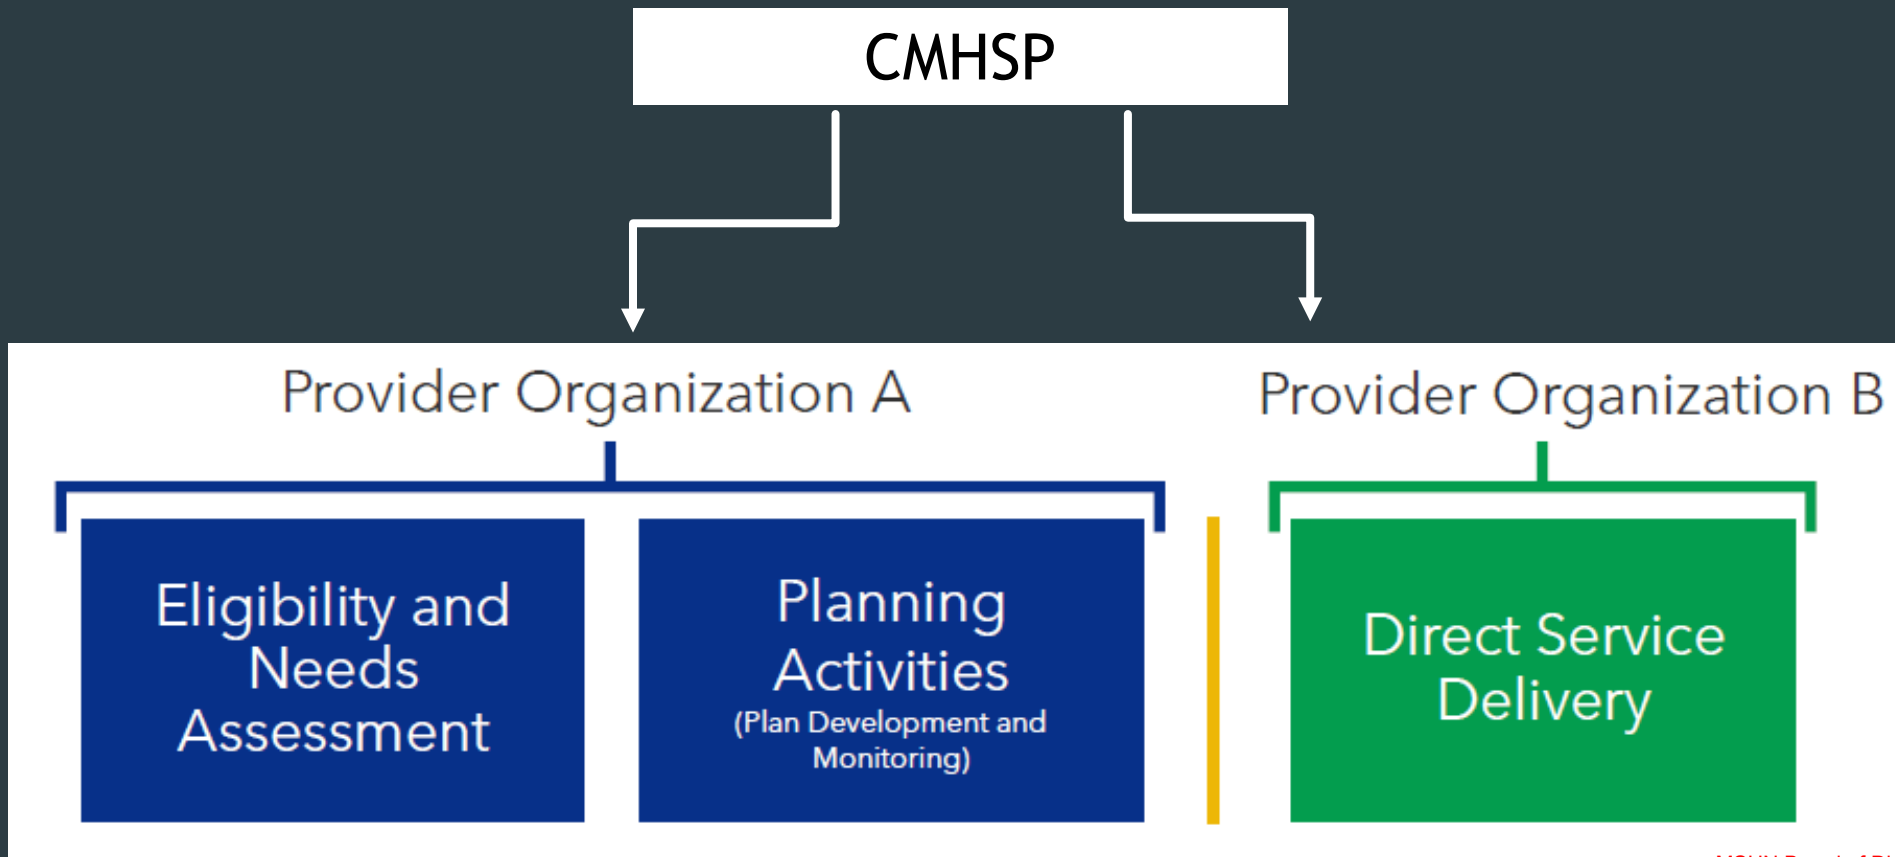 CMHSP
Provider Organization A
Provider Organization B
Eligibility and
Needs
Assessment
Planning
Activities
(Plan Development and
Monitoring)
Direct Service
Delivery